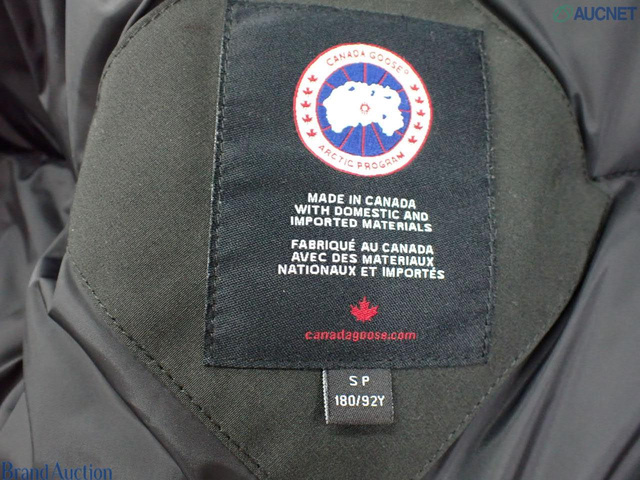 AUCNET
CANADA GOOSE®
ARCTIC PROGRAM
MADE IN CANADA
WITH DOMESTIC AND
IMPORTED MATERIALS
FABRIQUÉ AU CANADA
AVEC DES MATERIAUX
NATIONAUX ET IMPORTÉS
canadagoose.com
S P
180/92Y
Brand Auction